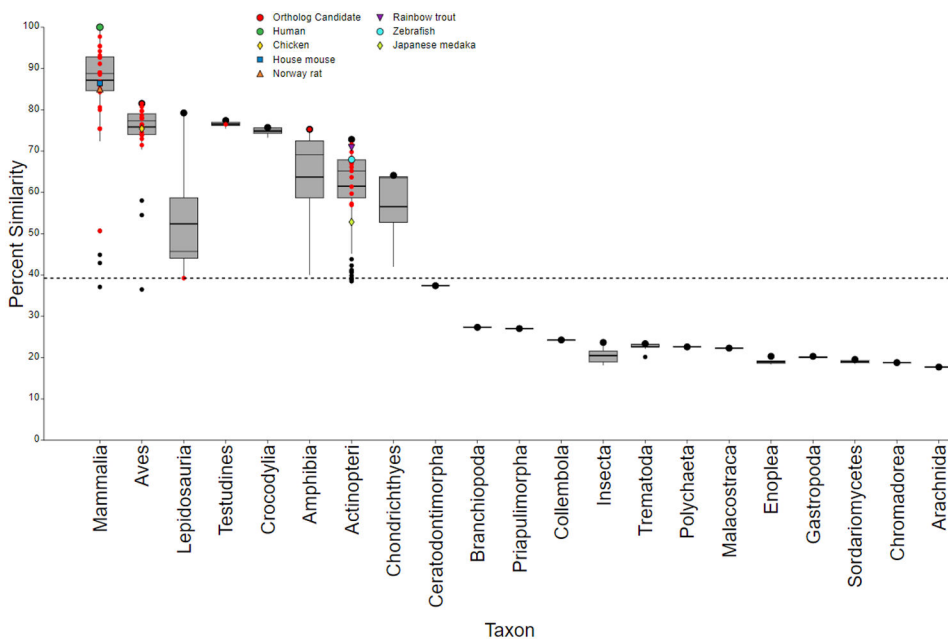 Ortholog Candidate
Human
Chicken
House mouse
Norway rat
Rainbow trout
Zebrafish
Japanese medaka
Percent Similarity
100
90
80
70
60
50
40
30
20
10
0
Mammalia
Aves
Lepidosauria
Testudines
Crocodylia
Amphibia
Actinopteri
Chondrichthyes
Ceratodontimorpha
Branchiopoda
Priapulimorpha
Collembola
Insecta
Trematoda
Polychaeta
Malacostraca
Enoplea
Gastropoda
Sordariomycetes
Chromadorea
Arachnida
Taxon